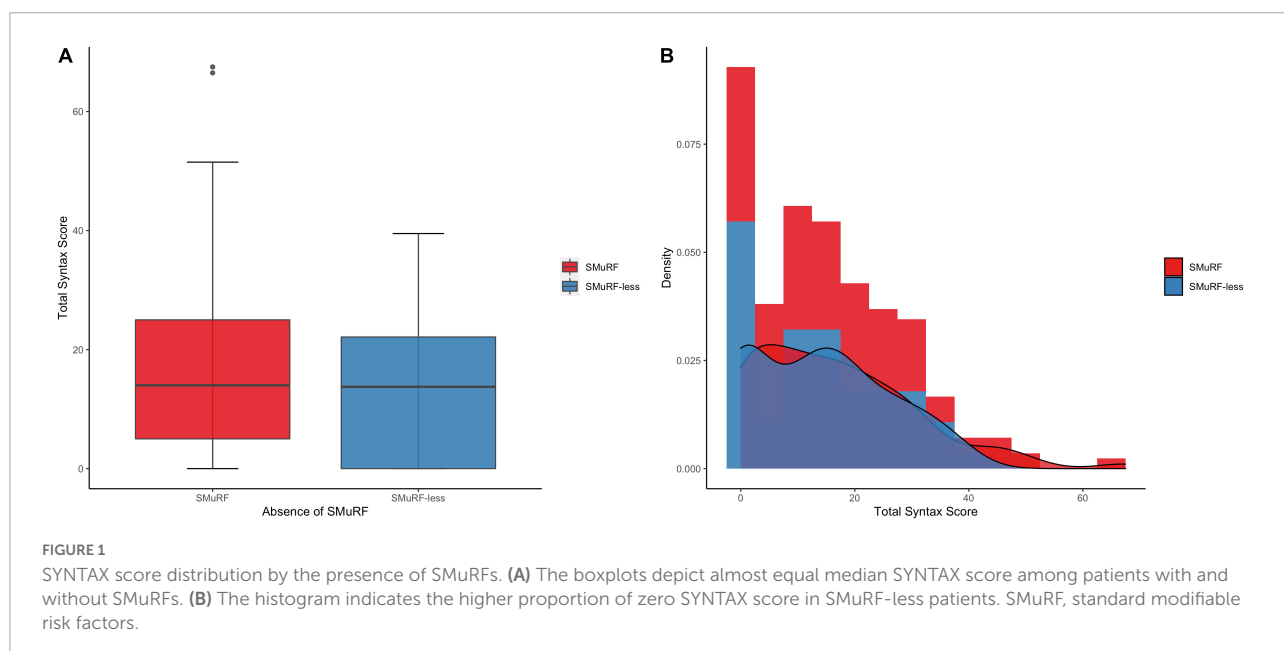 A
60
40
20
0
Total Syntax Score
SMuRF
SMuRF-less
Absence of SMuRF
SMuRF
SMuRF-less
B
0.075
0.050
0.025
0.000
Density
0
20
40
60
Total Syntax Score
SMuRF
SMuRF-less
FIGURE 1
SYNTAX score distribution by the presence of SMuRFs. (A) The boxplots depict almost equal median SYNTAX score among patients with and
without SMuRFs. (B) The histogram indicates the higher proportion of zero SYNTAX score in SMuRF-less patients. SMuRF, standard modifiable
risk factors.